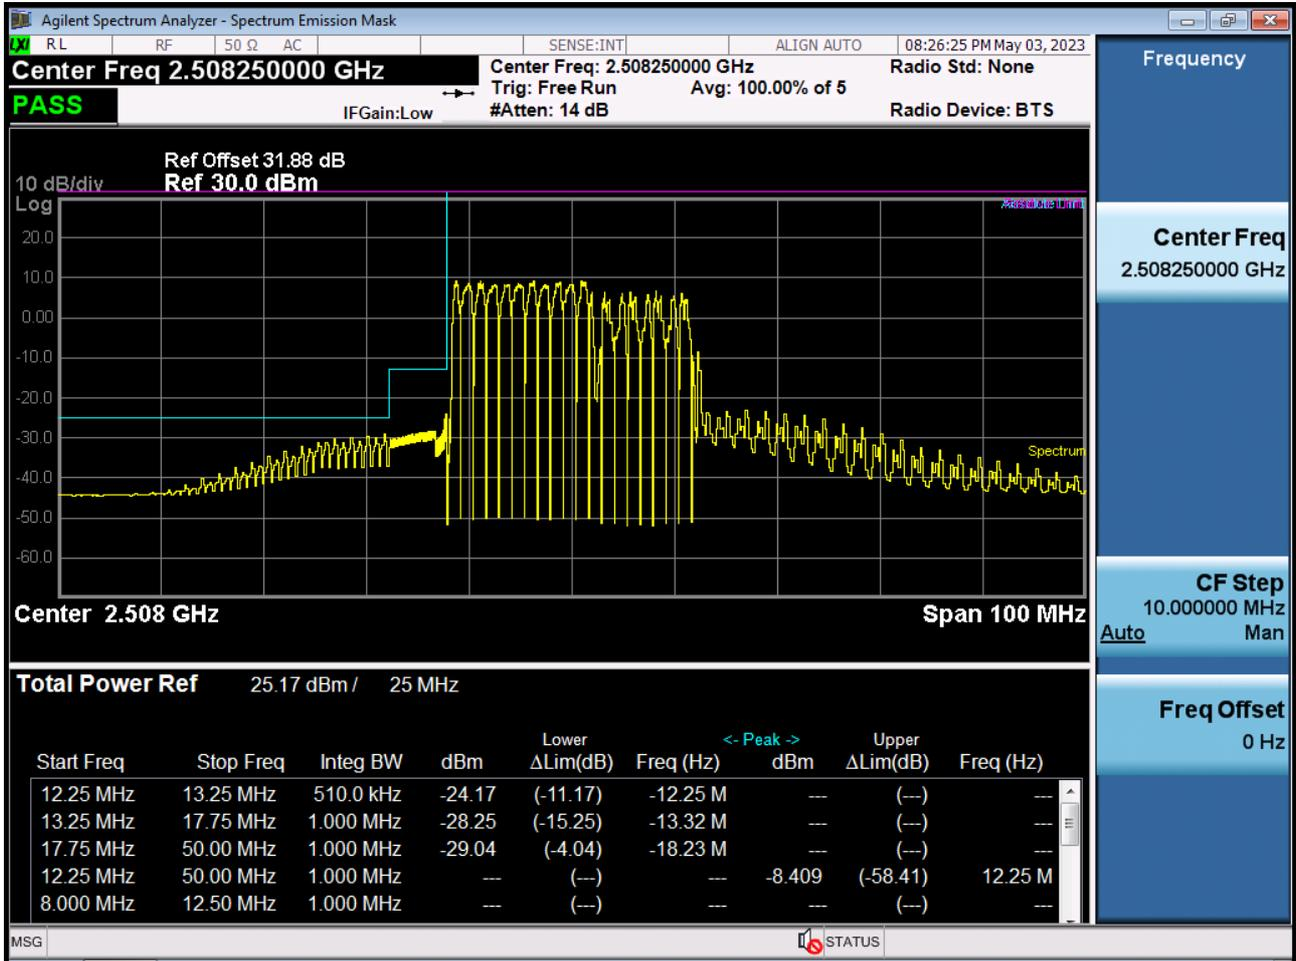 Agilent Spectrum Analyzer - Spectrum Emission Mask
LXI RL RF 50 Ω AC SENSE:INT ALIGN AUTO 08:26:25 PM May 03, 2023
Center Freq 2.508250000 GHz
Center Freq: 2.508250000 GHz Radio Std: None
Trig: Free Run Avg: 100.00% of 5
PASS
IFGain:Low #Atten: 14 dB Radio Device: BTS
Ref Offset 31.88 dB
10 dB/div Ref 30.0 dBm
Log
Absolute Limit
20.0
10.0
0.00
-10.0
-20.0
-30.0
Spectrum
-40.0
-50.0
-60.0
Center 2.508 GHz Span 100 MHz
Total Power Ref 25.17 dBm / 25 MHz
Lower <- Peak -> Upper
Start Freq Stop Freq Integ BW dBm ΔLim(dB) Freq (Hz) dBm ΔLim(dB) Freq (Hz)
12.25 MHz 13.25 MHz 510.0 kHz -24.17 (-11.17) -12.25 M --- (---) ---
13.25 MHz 17.75 MHz 1.000 MHz -28.25 (-15.25) -13.32 M --- (---) ---
17.75 MHz 50.00 MHz 1.000 MHz -29.04 (-4.04) -18.23 M --- (---) ---
12.25 MHz 50.00 MHz 1.000 MHz --- (---) --- -8.409 (-58.41) 12.25 M
8.000 MHz 12.50 MHz 1.000 MHz --- (---) --- --- (---) ---
MSG STATUS
Frequency
Center Freq
2.508250000 GHz
CF Step
10.000000 MHz
Auto Man
Freq Offset
0 Hz